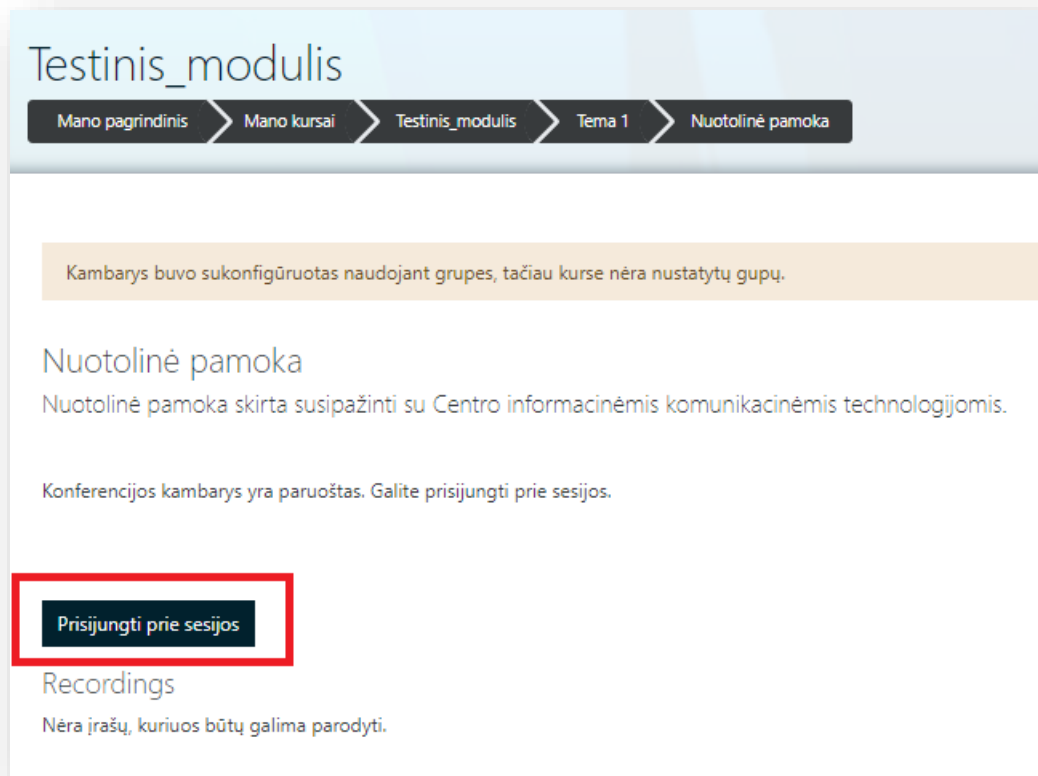 Testinis_modulis
Mano pagrindinis Mano kursai Testinis_modulis Tema 1 Nuotolinė pamoka
Kambarys buvo sukonfigūruotas naudojant grupes, tačiau kurse nėra nustatytų gupų.
Nuotolinė pamoka
Nuotolinė pamoka skirta susipažinti su Centro informacinėmis komunikacinėmis technologijomis.
Konferencijos kambarys yra paruoštas. Galite prisijungti prie sesijos.
Prisijungti prie sesijos
Recordings
Nėra įrašų, kuriuos būtų galima parodyti.